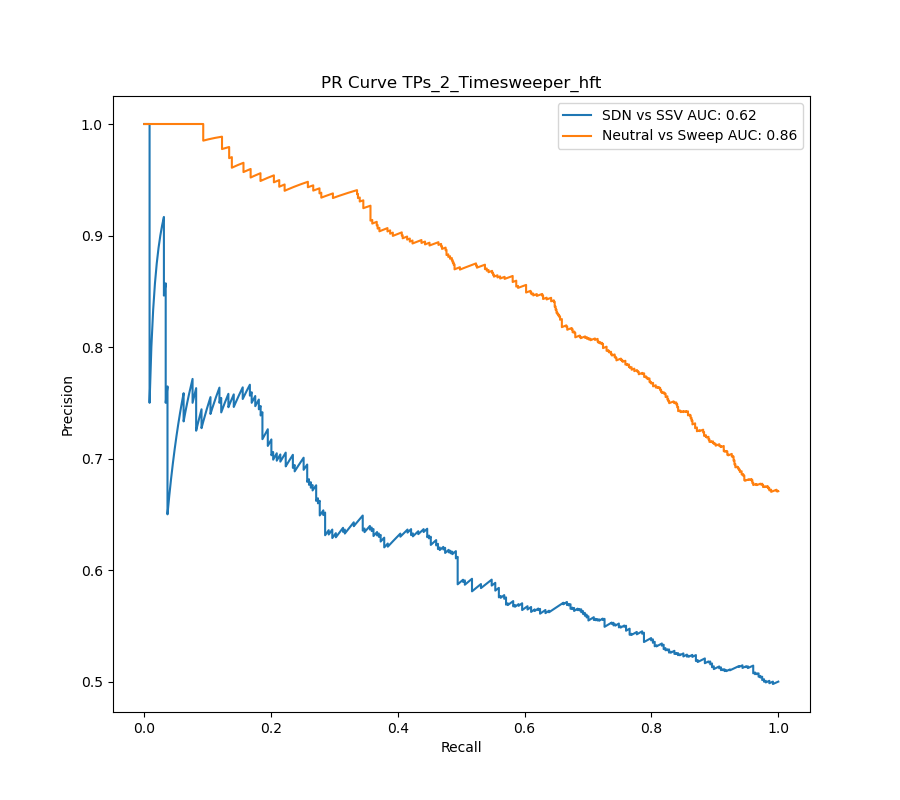 PR Curve TPs_2_Timesweeper_hft
SDN vs SSV AUC: 0.62
Neutral vs Sweep AUC: 0.86
1.0
0.9
0.8
0.7
0.6
0.5
Precision
0.0 0.2 0.4 0.6 0.8 1.0
Recall